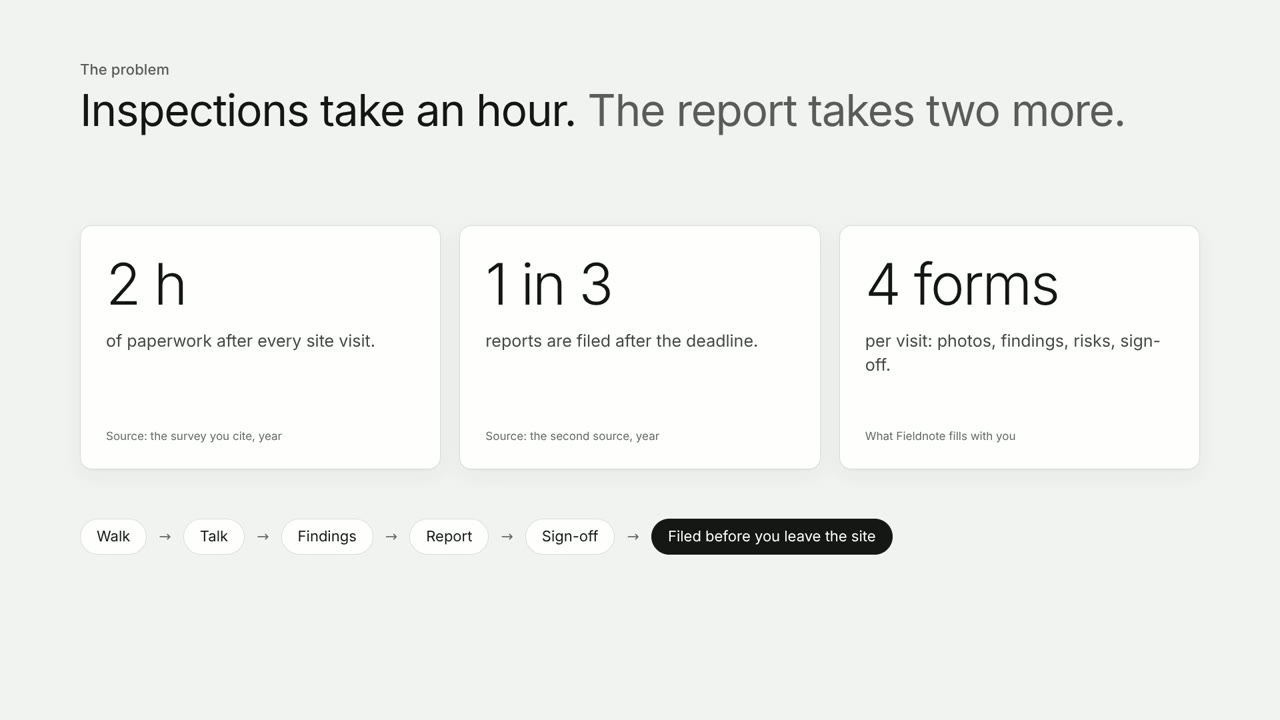 The problem
Inspections take an hour. The report takes two more.
2 h
of paperwork after every site visit.
Source: the survey you cite, year
1 in 3
reports are filed after the deadline.
Source: the second source, year
4 forms
per visit: photos, findings, risks, sign-
off.
What Fieldnote fills with you
Walk → Talk → Findings → Report → Sign-off → Filed before you leave the site